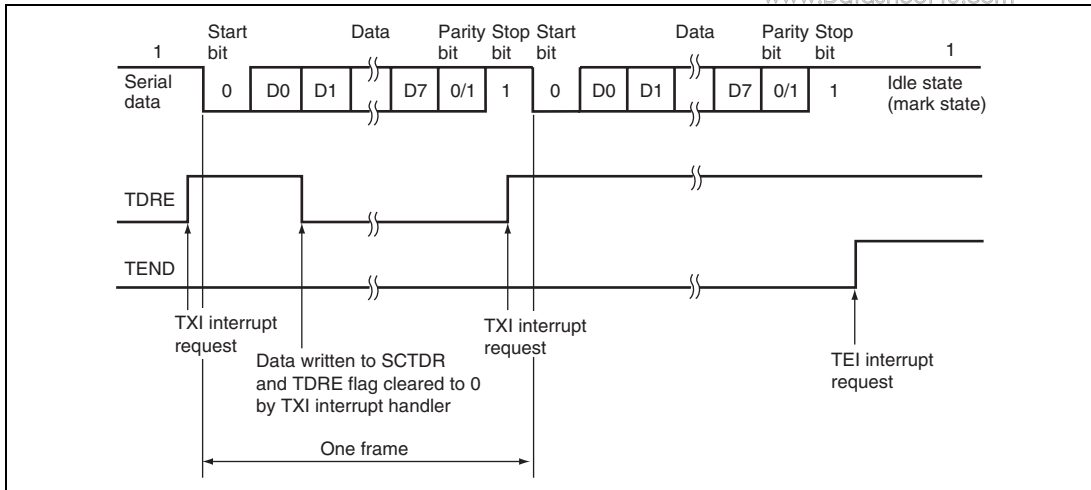 Start
bit
Data
Parity
bit
Stop
bit
Start
bit
Data
Parity
bit
Stop
bit
1
1
Serial
data
0
D0
D1
D7
0/1
1
0
D0
D1
D7
0/1
1
Idle state
(mark state)
TDRE
TEND
TXI interrupt
request
Data written to SCTDR
and TDRE flag cleared to 0
by TXI interrupt handler
TXI interrupt
request
TEI interrupt
request
One frame